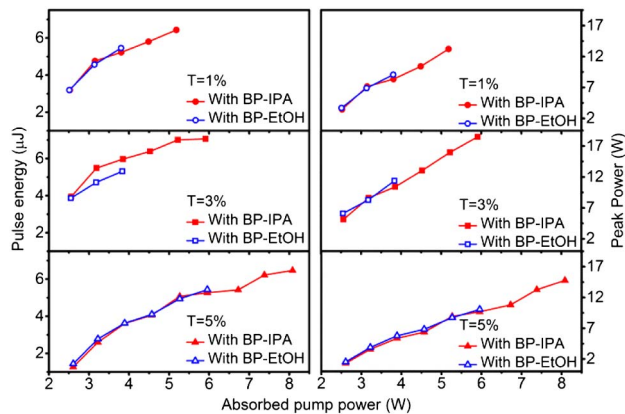 Pulse energy (μJ)
6
4
2
T=1%
With BP-IPA
With BP-EtOH
6
4
2
T=3%
With BP-IPA
With BP-EtOH
6
4
2
T=5%
With BP-IPA
With BP-EtOH
2 3 4 5 6 7 8
17
12
7
2
T=1%
With BP-IPA
With BP-EtOH
17
12
7
2
T=3%
With BP-IPA
With BP-EtOH
17
12
7
2
T=5%
With BP-IPA
With BP-EtOH
2 3 4 5 6 7 8
Peak Power (W)
Absorbed pump power (W)